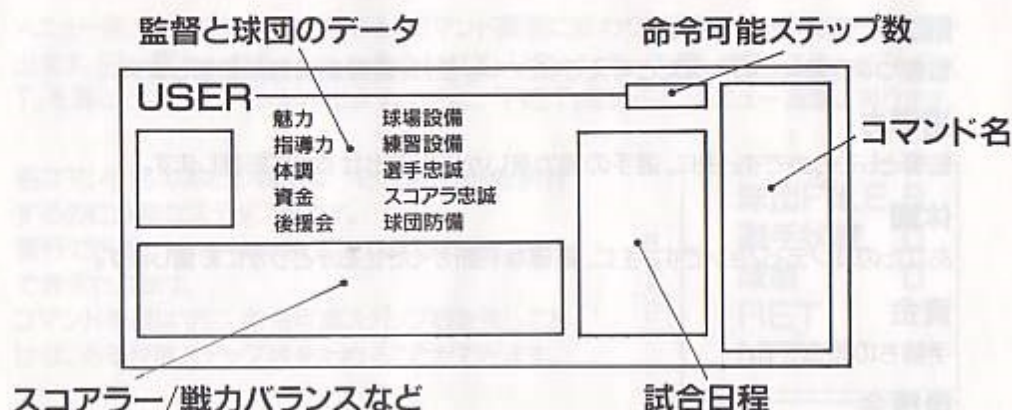 監督と球団のデータ
命令可能ステップ数
USER
魅力 球場設備
指導力 練習設備
体調 選手忠誠
資金 スコアラ忠誠
後援会 球団防備
コマンド名
スコアラー/戦力バランスなど
試合日程